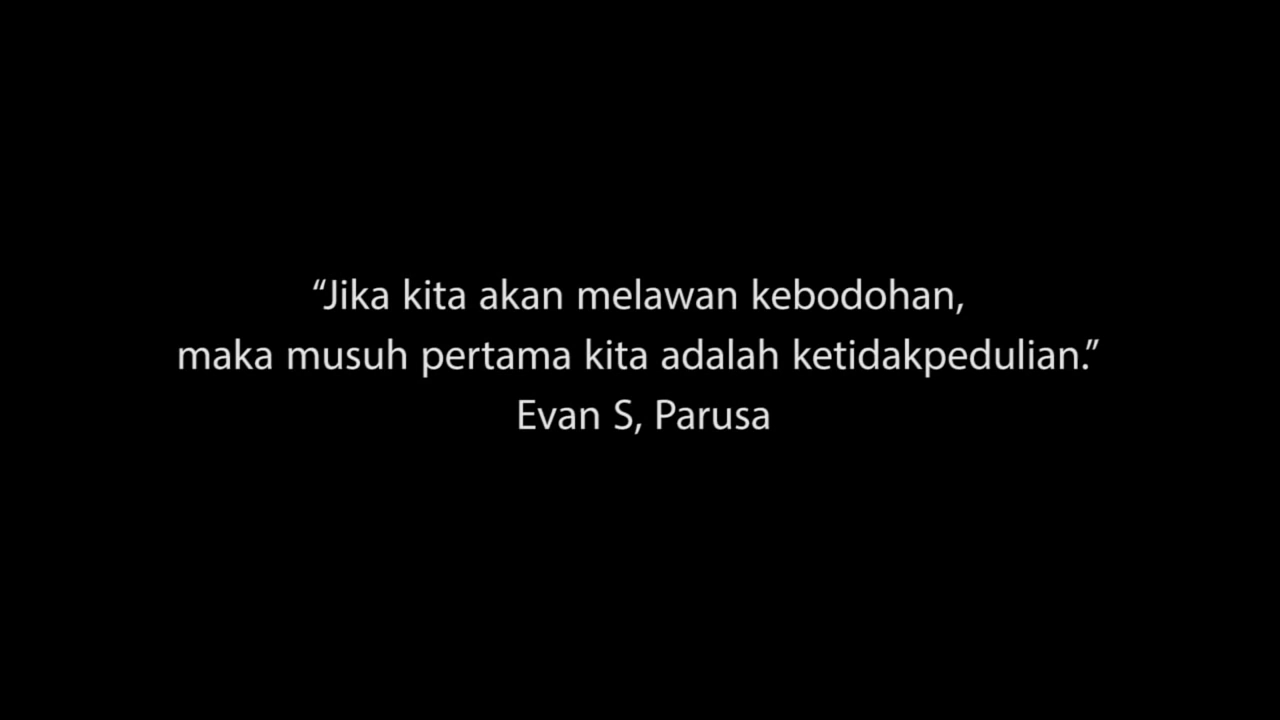 “Jika kita akan melawan kebodohan,
maka musuh pertama kita adalah ketidakpedulian.”
Evan S, Parusa